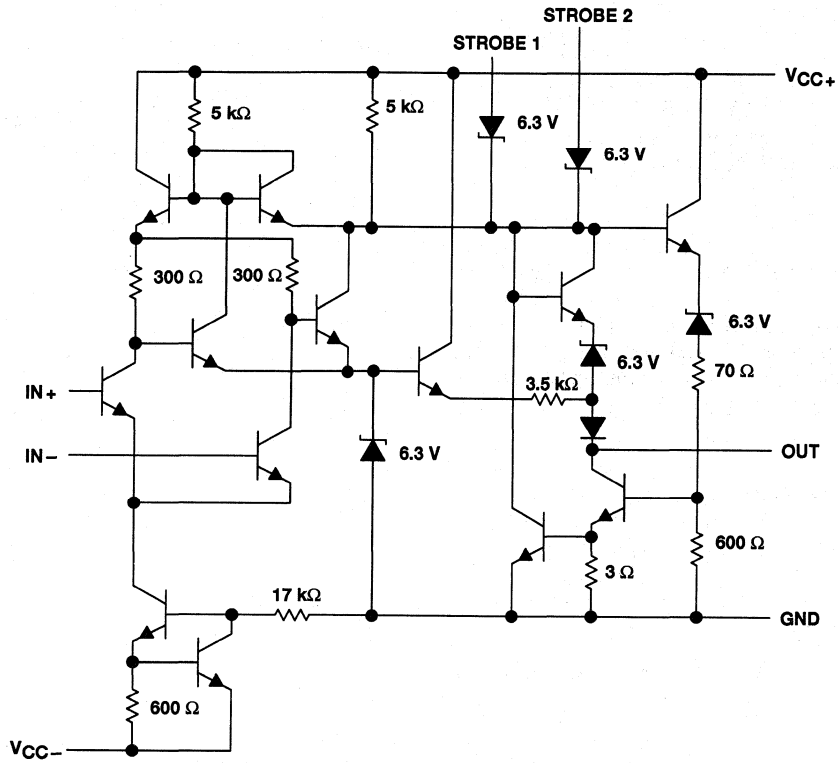 STROBE 2
STROBE 1
VCC+
5 kΩ
5 kΩ
6.3 V
6.3 V
300 Ω
300 Ω
6.3 V
6.3 V
70 Ω
3.5 kΩ
IN+
OUT
IN−
6.3 V
600 Ω
3 Ω
17 kΩ
GND
600 Ω
VCC−